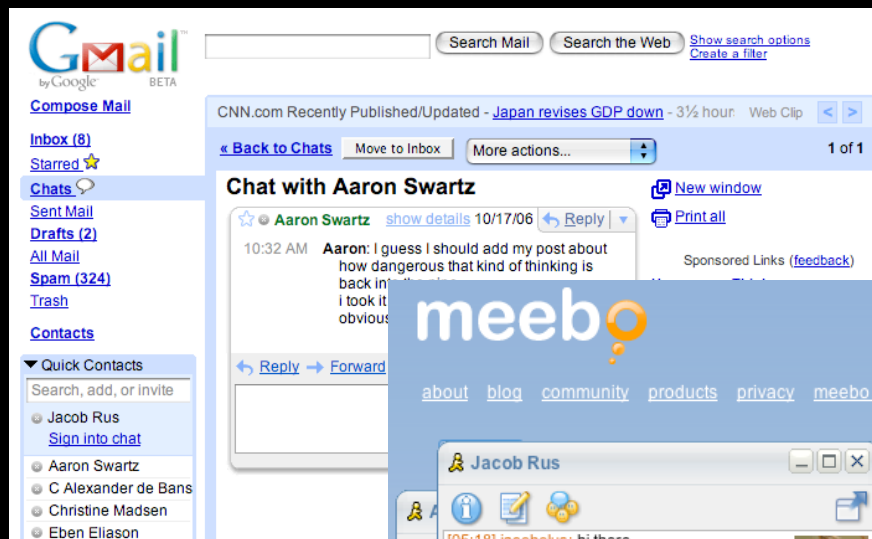 Gmail
by Google BETA
Search Mail
Search the Web
Show search options
Create a filter
Compose Mail
Inbox (8)
Starred
Chats
Sent Mail
Drafts (2)
All Mail
Spam (324)
Trash
Contacts
Quick Contacts
Search, add, or invite
Jacob Rus
Sign into chat
Aaron Swartz
C Alexander de Bans
Christine Madsen
Eben Eliason
CNN.com Recently Published/Updated - Japan revises GDP down - 3½ hour Web Clip < >
« Back to Chats Move to Inbox More actions... 1 of 1
Chat with Aaron Swartz
Aaron Swartz show details 10/17/06 Reply
10:32 AM Aaron: I guess I should add my post about
how dangerous that kind of thinking is
back into
i took it
obvious
Reply Forward
New window
Print all
Sponsored Links (feedback)
meebo
about blog community products privacy meebo
Jacob Rus
A